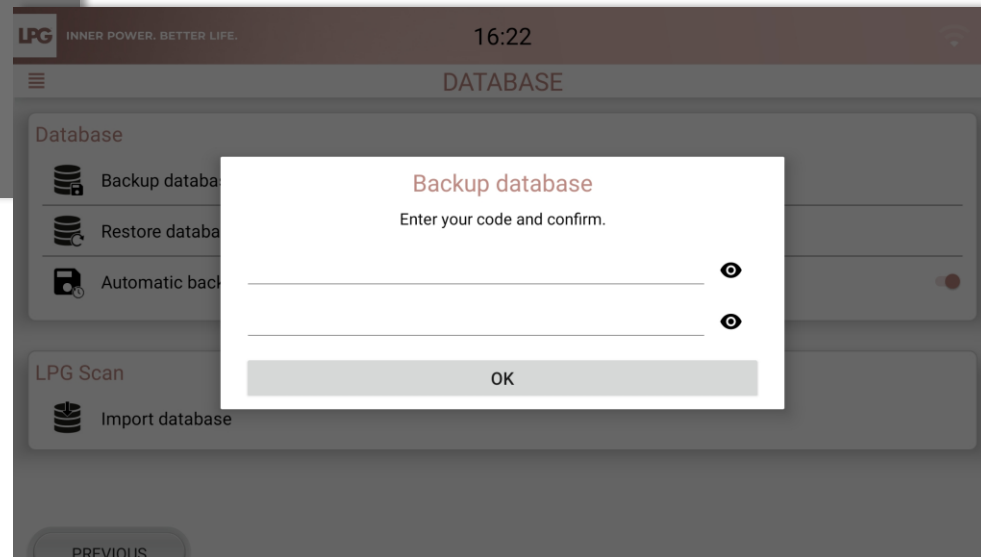 LPG INNER POWER. BETTER LIFE. 16:22
DATABASE
Database
Backup databa
Restore databa
Automatic back
Backup database
Enter your code and confirm.
OK
LPG Scan
Import database
PREVIOUS